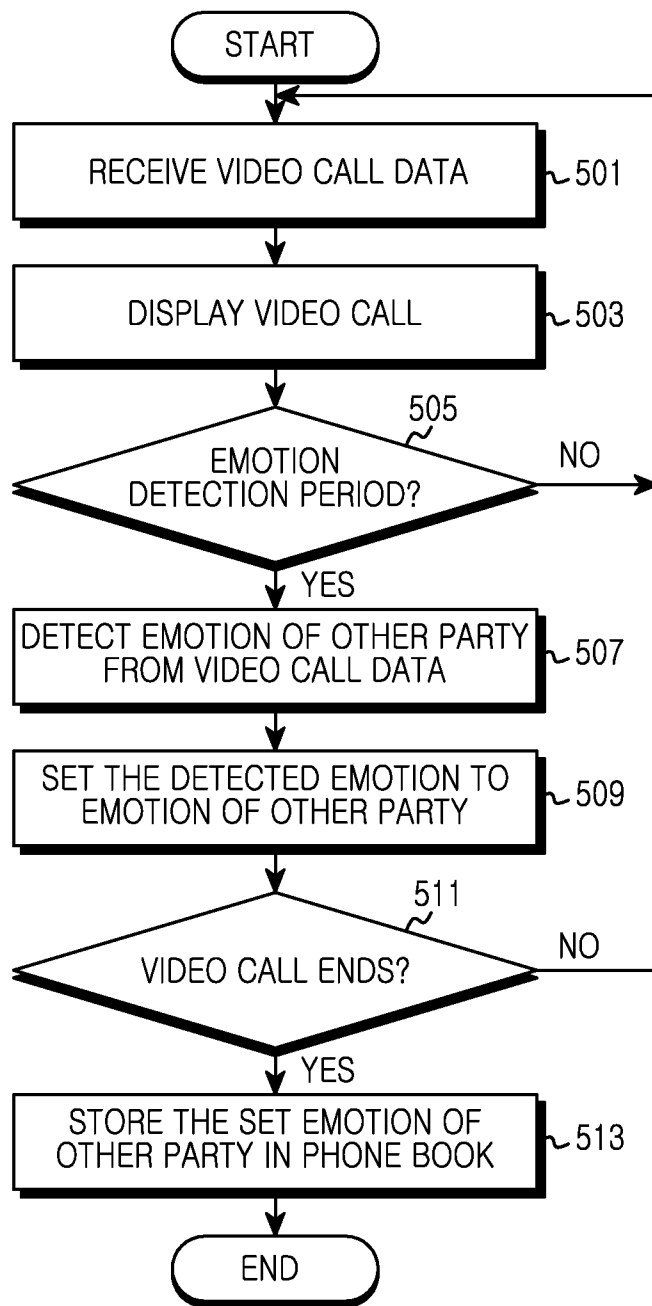 START
RECEIVE VIDEO CALL DATA
501
DISPLAY VIDEO CALL
503
505
EMOTION
DETECTION PERIOD?
NO
YES
DETECT EMOTION OF OTHER PARTY
FROM VIDEO CALL DATA
507
SET THE DETECTED EMOTION TO
EMOTION OF OTHER PARTY
509
511
VIDEO CALL ENDS?
NO
YES
STORE THE SET EMOTION OF
OTHER PARTY IN PHONE BOOK
513
END